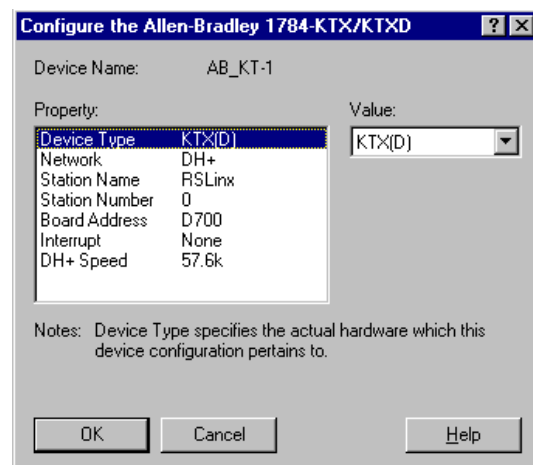 Configure the Allen-Bradley 1784-KTX/KTXD
Device Name: AB_KT-1
Property: Value:
Device Type KTX(D) KTX(D)
Network DH+
Station Name RSLinx
Station Number 0
Board Address D700
Interrupt None
DH+ Speed 57.6k
Notes: Device Type specifies the actual hardware which this
device configuration pertains to.
OK Cancel Help